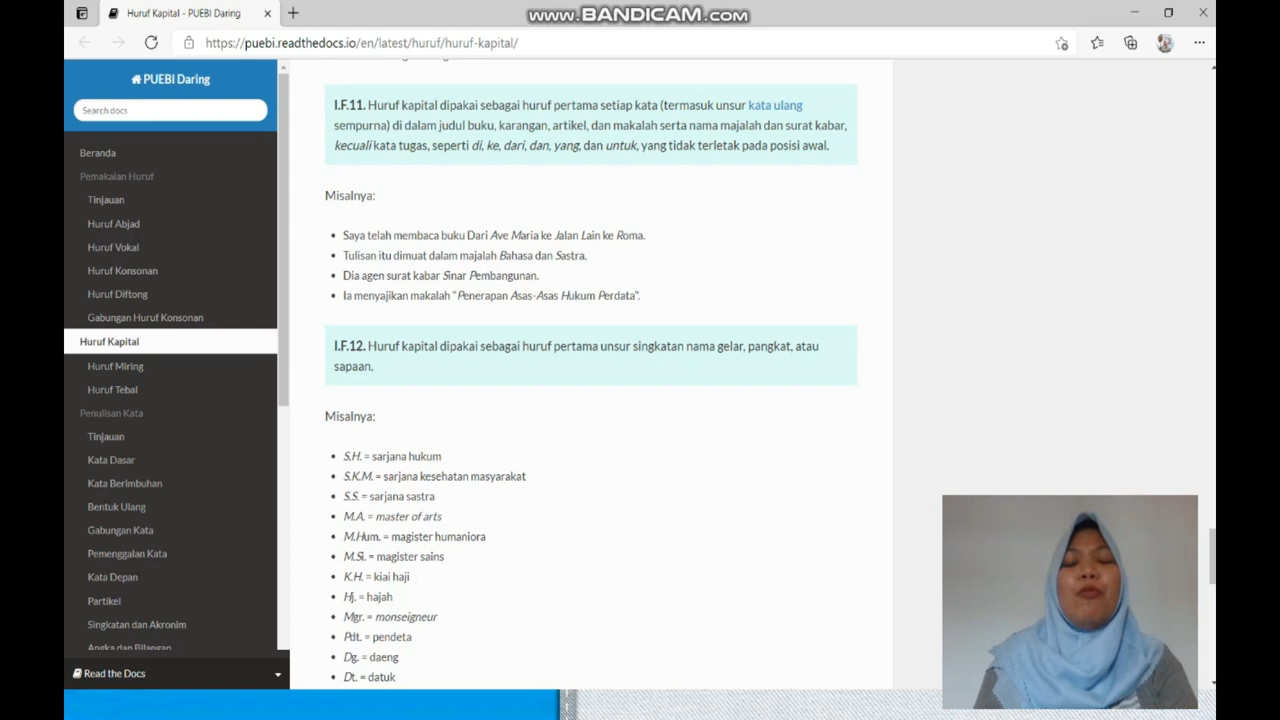 www.BANDICAM.com
Huruf Kapital - PUEBI Daring
https://puebi.readthedocs.io/en/latest/huruf/huruf-kapital/
PUEBI Daring
Search docs
Beranda
Pemakaian Huruf
Tinjauan
Huruf Abjad
Huruf Vokal
Huruf Konsonan
Huruf Diftong
Gabungan Huruf Konsonan
Huruf Kapital
Huruf Miring
Huruf Tebal
Penulisan Kata
Tinjauan
Kata Dasar
Kata Berimbuhan
Bentuk Ulang
Gabungan Kata
Pemenggalan Kata
Kata Depan
Partikel
Singkatan dan Akronim
Angka dan Bilangan
Read the Docs
I.F.11. Huruf kapital dipakai sebagai huruf pertama setiap kata (termasuk unsur kata ulang
sempurna) di dalam judul buku, karangan, artikel, dan makalah serta nama majalah dan surat kabar,
kecuali kata tugas, seperti di, ke, dari, dan, yang, dan untuk, yang tidak terletak pada posisi awal.
Misalnya:
• Saya telah membaca buku Dari Ave Maria ke Jalan Lain ke Roma.
• Tulisan itu dimuat dalam majalah Bahasa dan Sastra.
• Dia agen surat kabar Sinar Pembangunan.
• Ia menyajikan makalah "Penerapan Asas-Asas Hukum Perdata".
I.F.12. Huruf kapital dipakai sebagai huruf pertama unsur singkatan nama gelar, pangkat, atau
sapaan.
Misalnya:
• S.H. = sarjana hukum
• S.K.M. = sarjana kesehatan masyarakat
• S.S. = sarjana sastra
• M.A. = master of arts
• M.Hum. = magister humaniora
• M.Si. = magister sains
• K.H. = kiai haji
• Hj. = hajah
• Mgr. = monseigneur
• Pdt. = pendeta
• Dg. = daeng
• Dt. = datuk